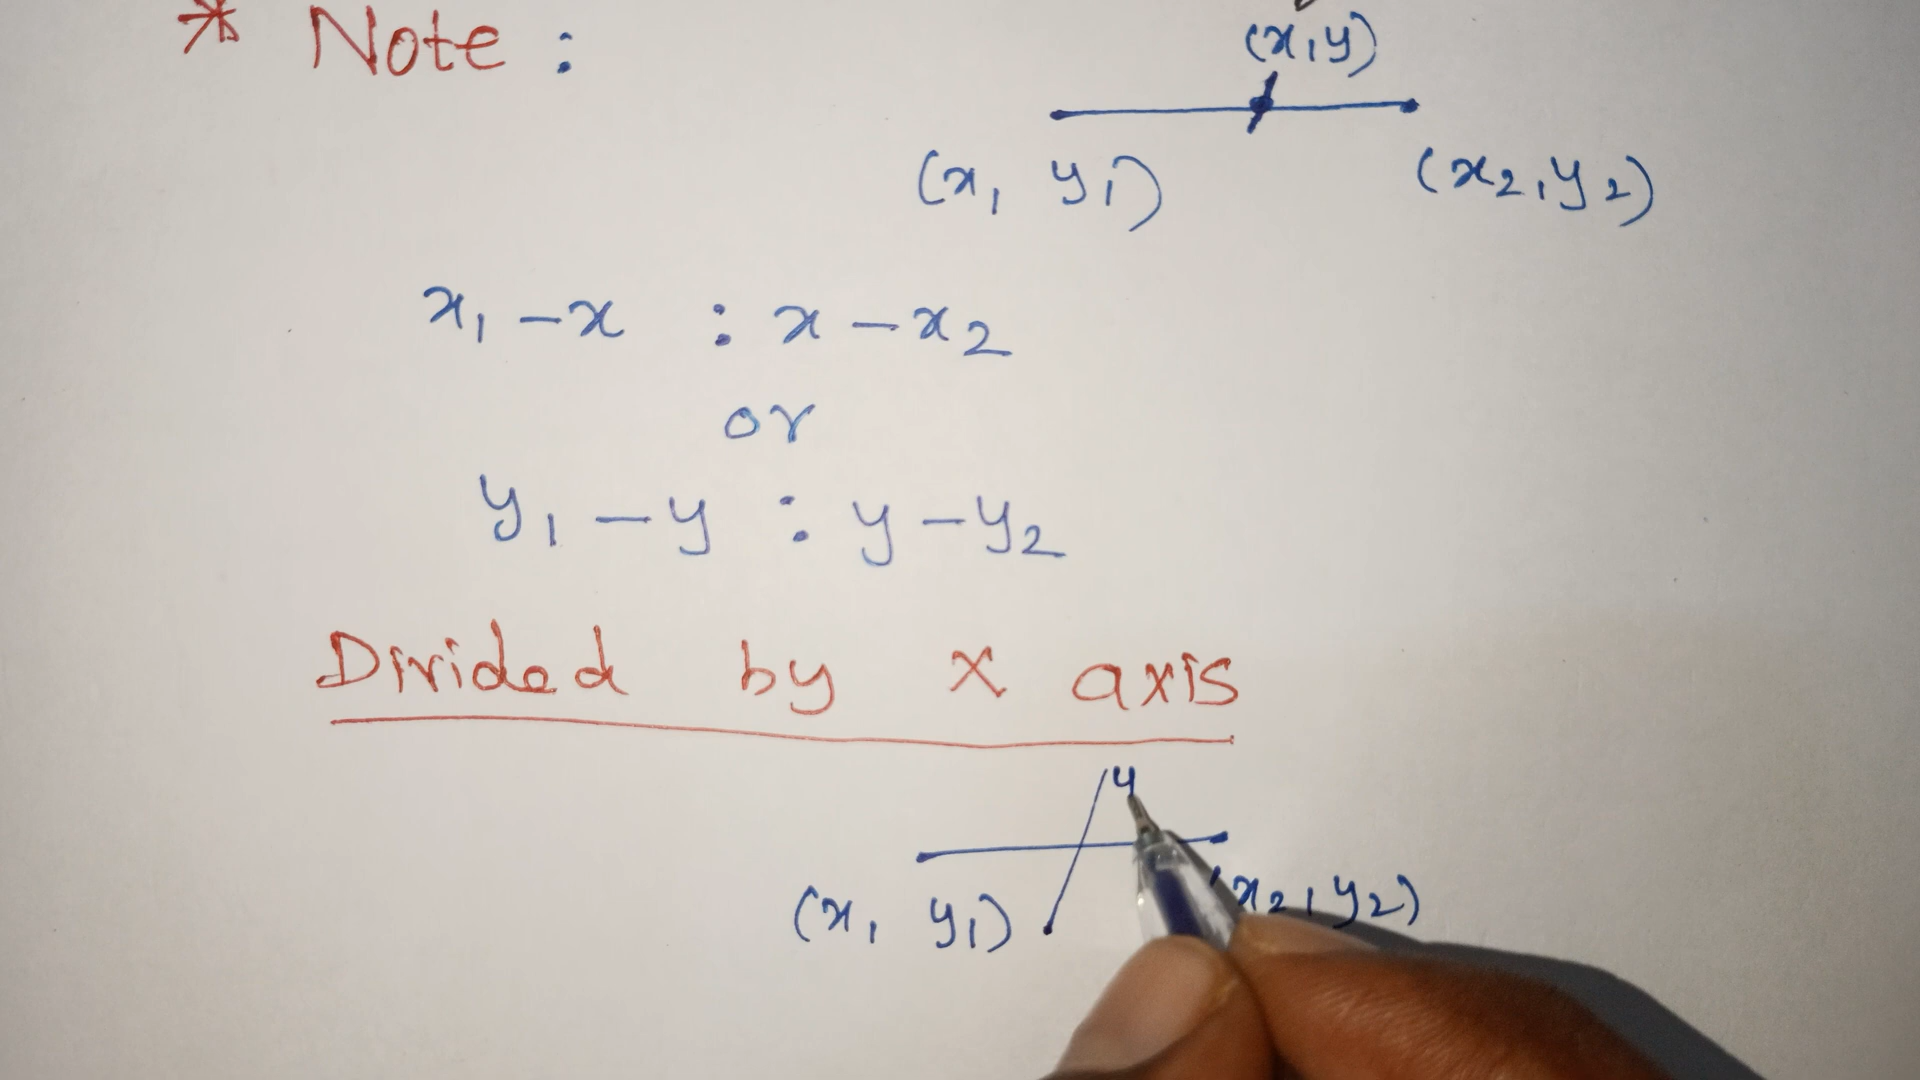 * Note :
(x, y)
(x₁ y₁)
(x₂, y₂)
x₁ - x : x - x₂
or
y₁ - y : y - y₂
Divided by x axis
y
(x₁ y₁)
(x₂, y₂)